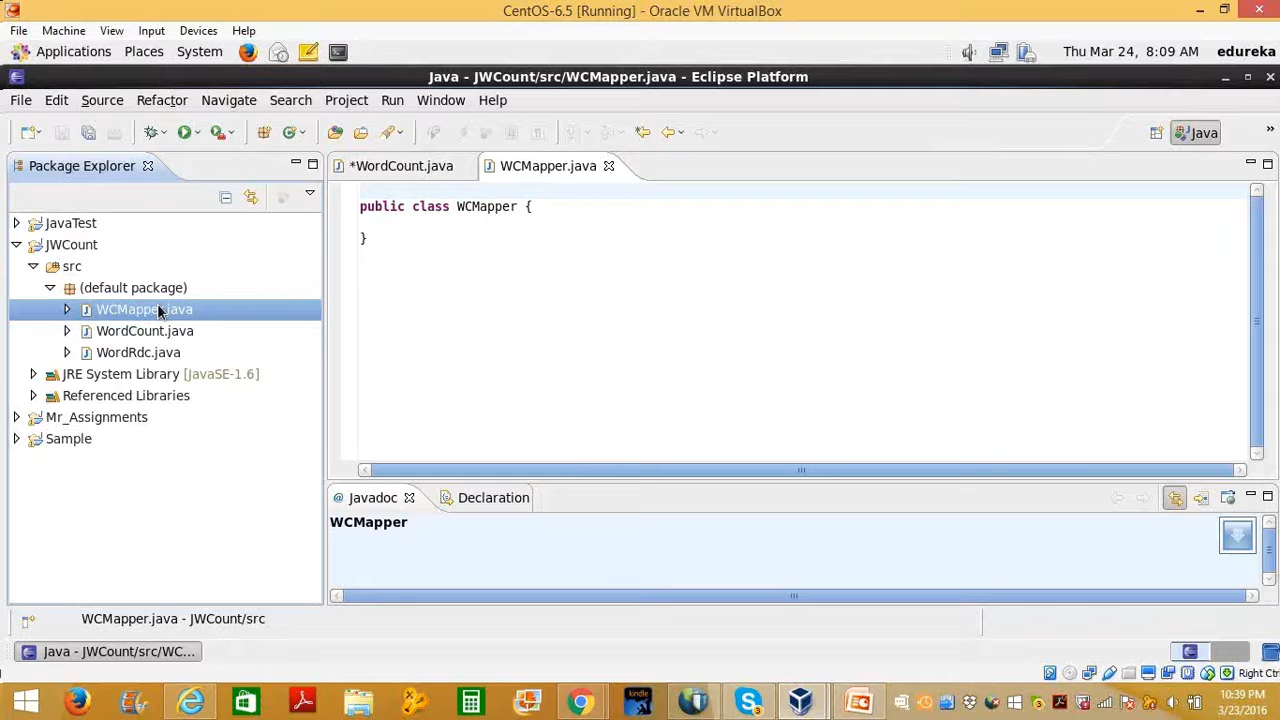 CentOS-6.5 [Running] - Oracle VM VirtualBox
File Machine View Input Devices Help
Applications Places System Thu Mar 24, 8:09 AM edureka
Java - JWCount/src/WCMapper.java - Eclipse Platform
File Edit Source Refactor Navigate Search Project Run Window Help
Java »
Package Explorer *WordCount.java WCMapper.java
JavaTest
JWCount
src
(default package)
WCMapper.java
WordCount.java
WordRdc.java
JRE System Library [JavaSE-1.6]
Referenced Libraries
Mr_Assignments
Sample
public class WCMapper {
}
@ Javadoc Declaration
WCMapper
WCMapper.java - JWCount/src
Java - JWCount/src/WC...
Right Ctrl
kindle
10:39 PM
3/23/2016